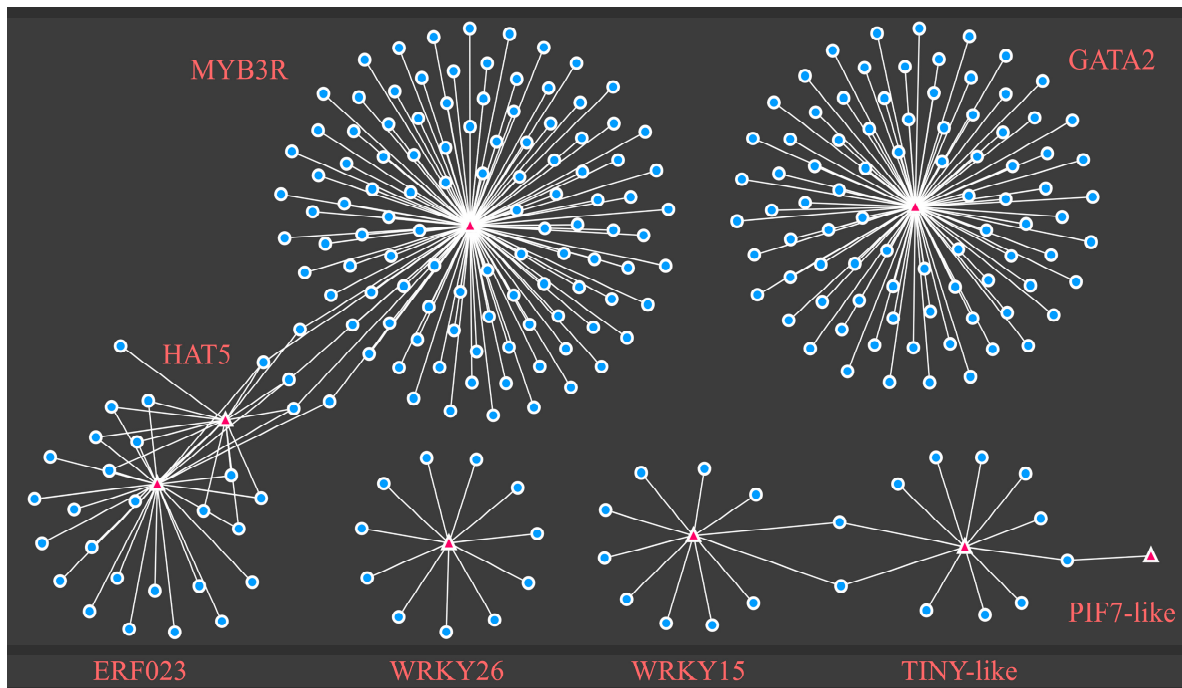 MYB3R
GATA2
HAT5
PIF7-like
ERF023
WRKY26
WRKY15
TINY-like